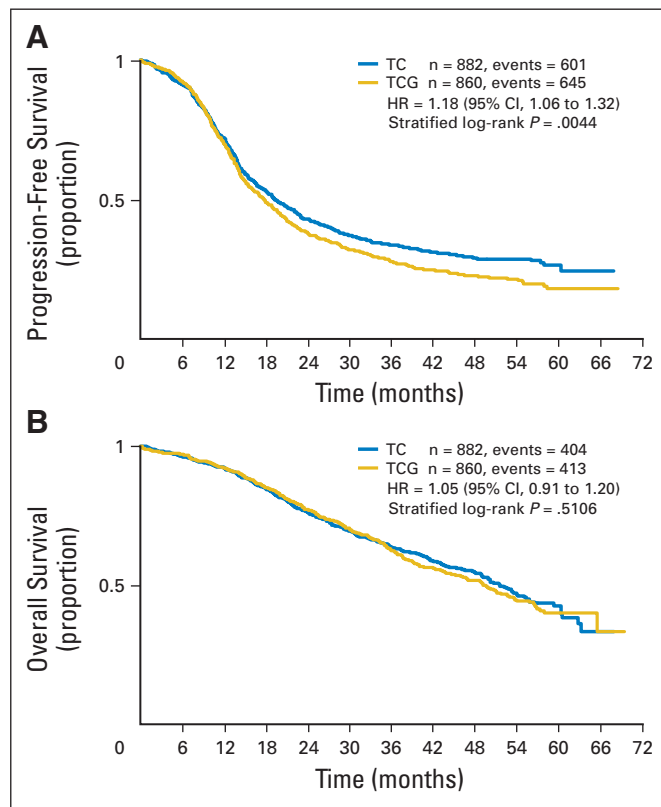 A
TC n = 882, events = 601
TCG n = 860, events = 645
HR = 1.18 (95% CI, 1.06 to 1.32)
Stratified log-rank P = .0044
Progression-Free Survival
(proportion)
1
0.5
0 6 12 18 24 30 36 42 48 54 60 66 72
Time (months)
B
TC n = 882, events = 404
TCG n = 860, events = 413
HR = 1.05 (95% CI, 0.91 to 1.20)
Stratified log-rank P = .5106
Overall Survival
(proportion)
1
0.5
0 6 12 18 24 30 36 42 48 54 60 66 72
Time (months)